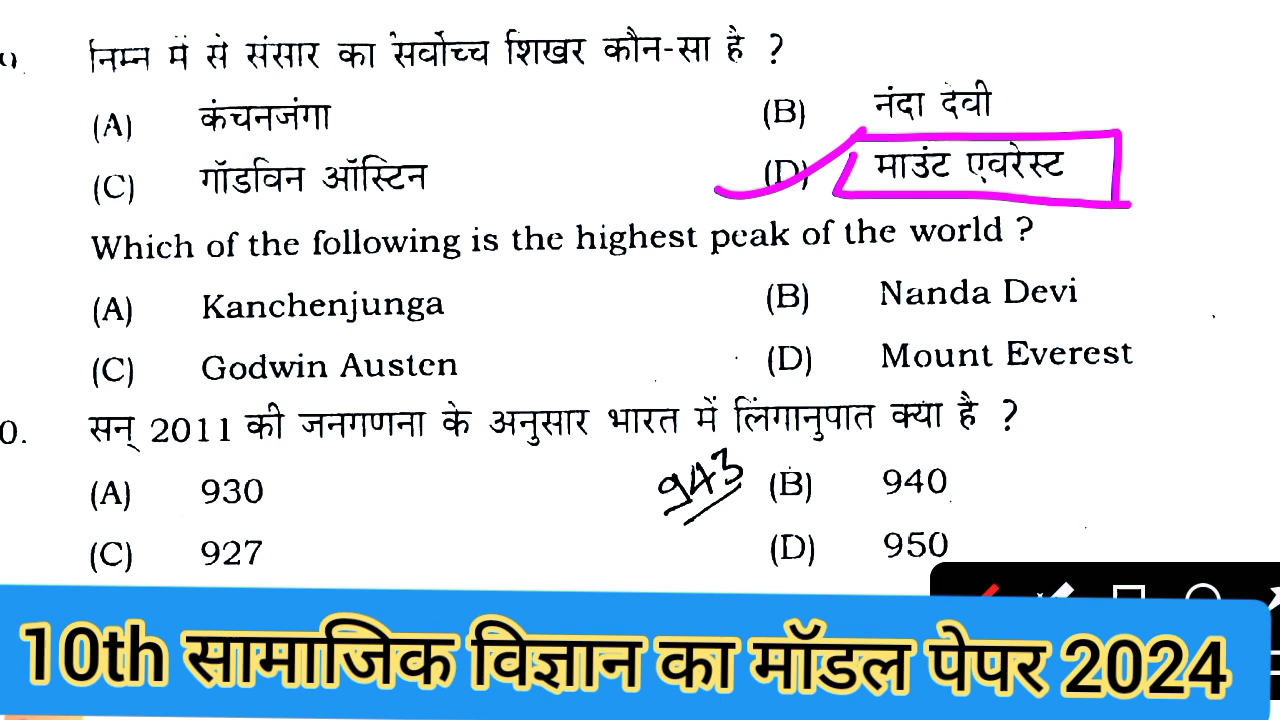 निम्न में से संसार का सर्वोच्च शिखर कौन-सा है ?
(A) कंचनजंगा (B) नंदा देवी
(C) गॉडविन ऑस्टिन (D) माउंट एवरेस्ट
Which of the following is the highest peak of the world ?
(A) Kanchenjunga (B) Nanda Devi
(C) Godwin Austen (D) Mount Everest
0. सन् 2011 की जनगणना के अनुसार भारत में लिंगानुपात क्या है ?
943
(A) 930 (B) 940
(C) 927 (D) 950
10th सामाजिक विज्ञान का मॉडल पेपर 2024